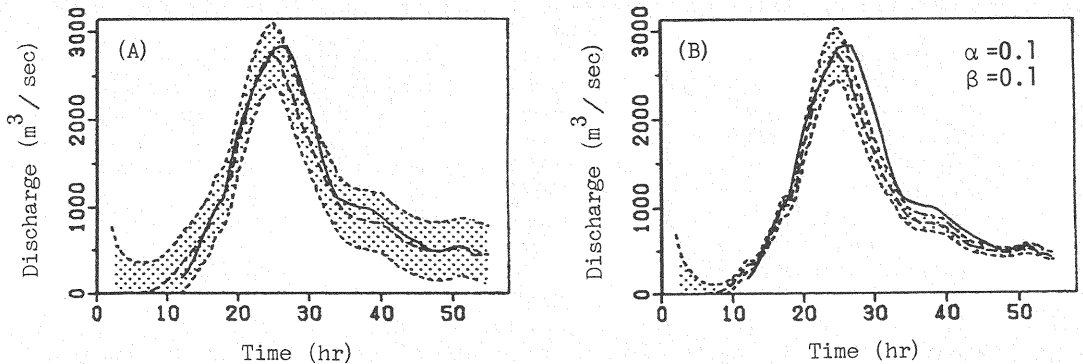 3000
2000
1000
0
Discharge (m³/ sec)
(A)
0 10 20 30 40 50
Time (hr)
3000
2000
1000
0
Discharge (m³/ sec)
(B)
α =0.1
β =0.1
0 10 20 30 40 50
Time (hr)